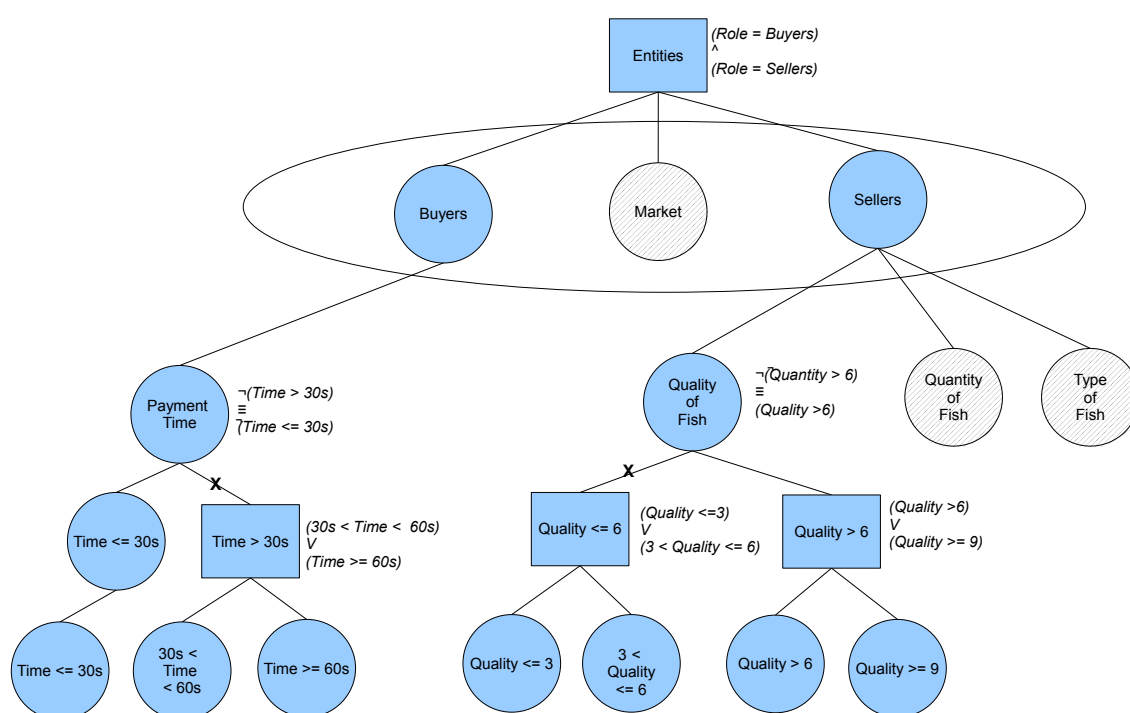 Entities
(Role = Buyers)
^
(Role = Sellers)
Buyers
Market
Sellers
Payment
Time
¬(Time > 30s)
≡
(Time <= 30s)
Quality
of
Fish
¬(Quantity > 6)
≡
(Quality >6)
Quantity
of
Fish
Type
of
Fish
X
X
Time <= 30s
Time > 30s
(30s < Time < 60s)
V
(Time >= 60s)
Quality <= 6
(Quality <=3)
V
(3 < Quality <= 6)
Quality > 6
(Quality >6)
V
(Quality >= 9)
Time <= 30s
30s <
Time
< 60s
Time >= 60s
Quality <= 3
3 <
Quality
<= 6
Quality > 6
Quality >= 9